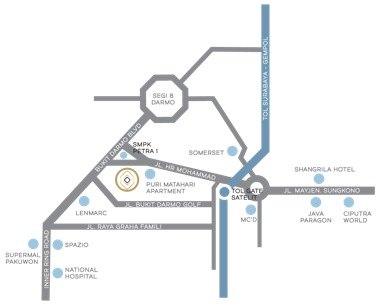 TOL SURABAYA - GEMPOL
SEGI 8
DARMO
BUKIT DARMO BLVD
SMPK
PETRA 1
SOMERSET
JL. HR MOHAMMAD
SHANGRILA HOTEL
PURI MATAHARI
APARTMENT
TOL GATE
SATELIT
JL. MAYJEN. SUNGKONO
JL. BUKIT DARMO GOLF
LENMARC
MC'D
JAVA
PARAGON
CIPUTRA
WORLD
JL. RAYA GRAHA FAMILI
SUPERMAL
PAKUWON
SPAZIO
INNER RING ROAD
NATIONAL
HOSPITAL